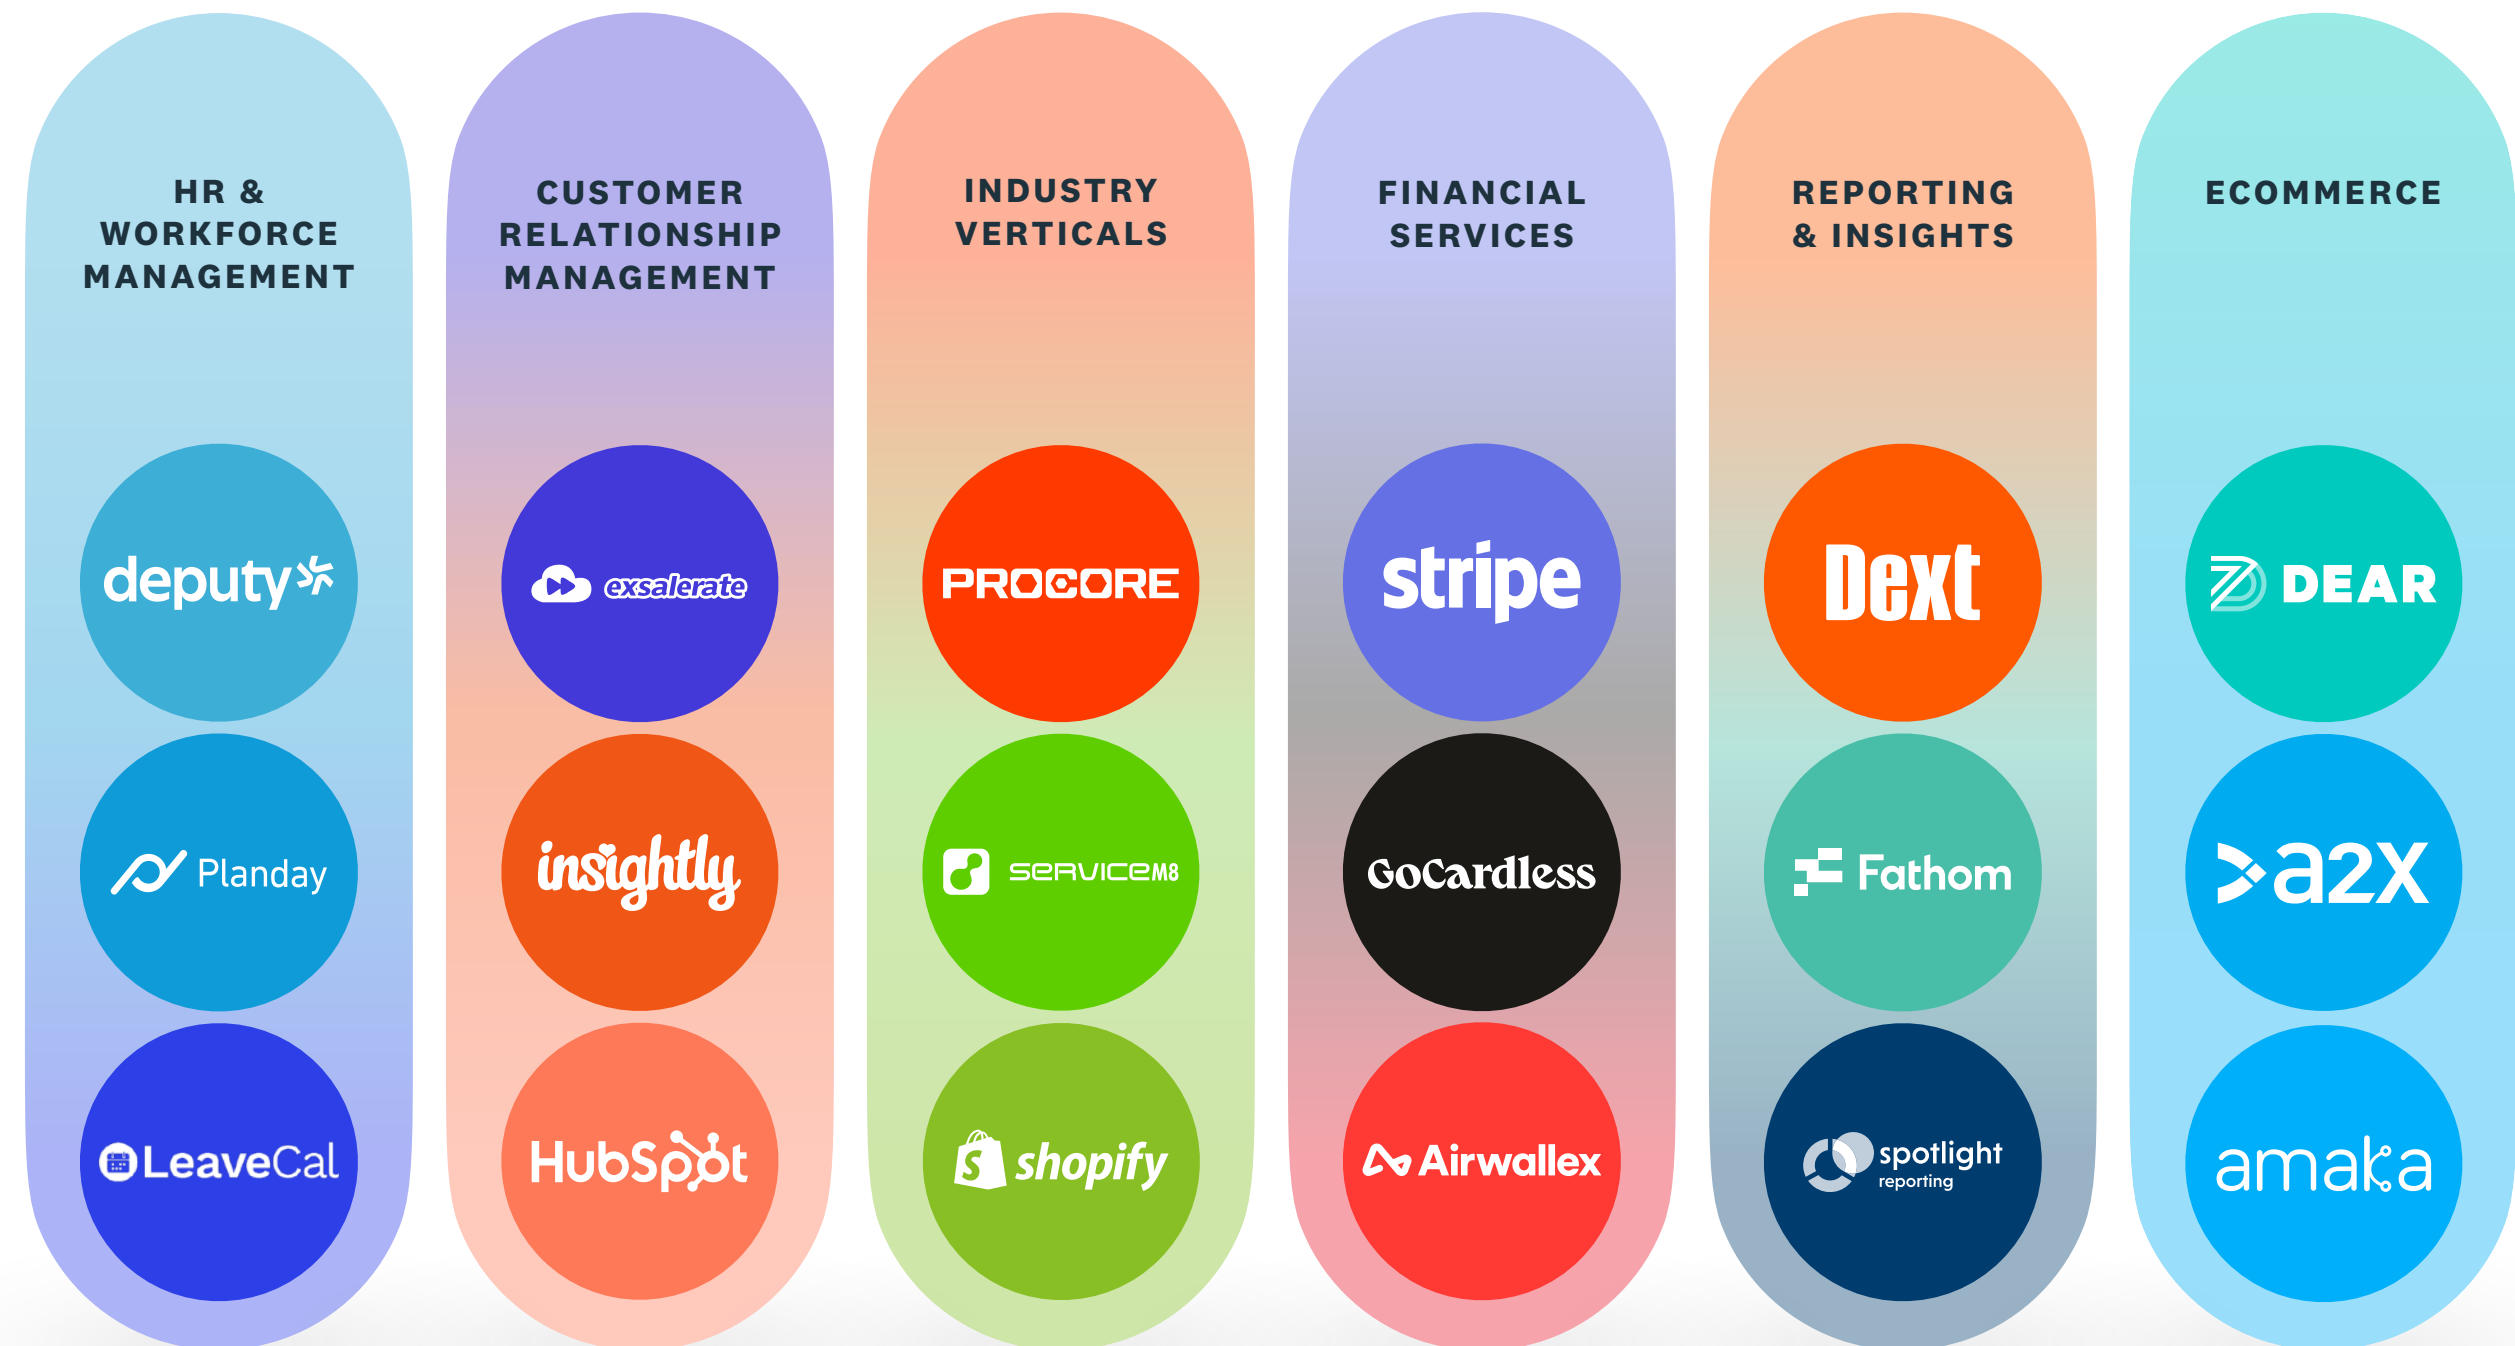 HR &
WORKFORCE
MANAGEMENT
deputy
Planday
LeaveCal
CUSTOMER
RELATIONSHIP
MANAGEMENT
exsalerate
insightly
HubSpot
INDUSTRY
VERTICALS
PROCORE
serviceM8
shopify
FINANCIAL
SERVICES
stripe
GoCardless
Airwallex
REPORTING
& INSIGHTS
Dext
Fathom
spotlight
reporting
ECOMMERCE
DEAR
a2x
amaka